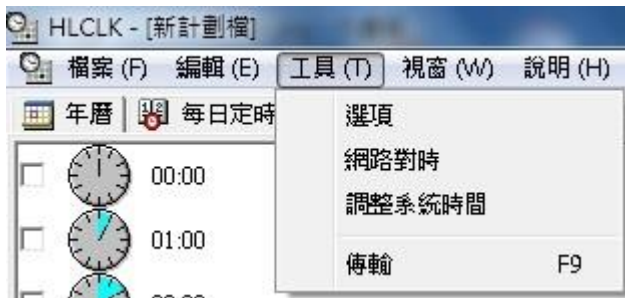 HLCLK - [新計劃檔]
檔案 (F) 編輯 (E) 工具 (T) 視窗 (W) 說明 (H)
年曆 每日定時
選項
網路對時
調整系統時間
傳輸 F9
00:00
01:00